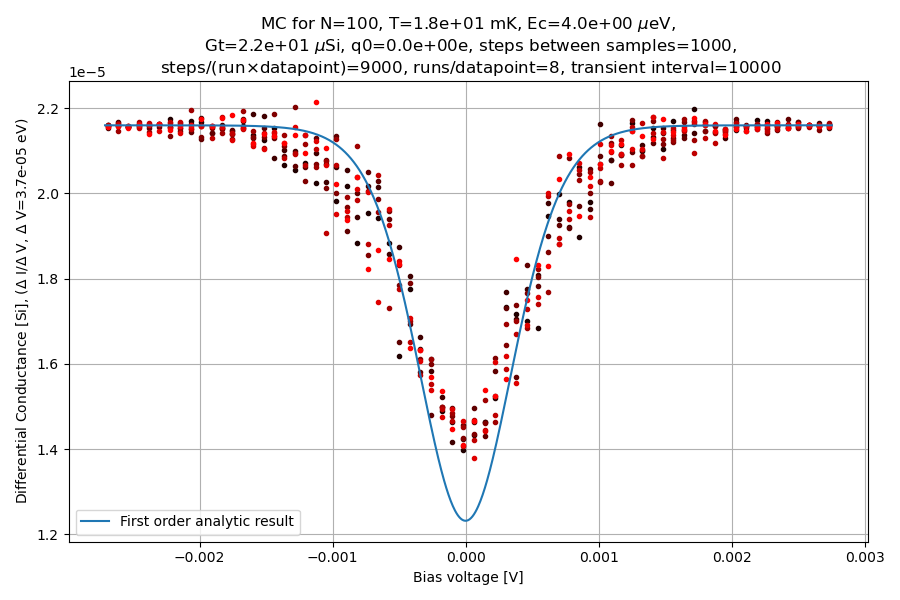 MC for N=100, T=1.8e+01 mK, Ec=4.0e+00 μeV,
Gt=2.2e+01 μSi, q0=0.0e+00e, steps between samples=1000,
steps/(run×datapoint)=9000, runs/datapoint=8, transient interval=10000
1e−5
2.2
2.0
1.8
1.6
1.4
1.2
Differential Conductance [Si], (Δ I/Δ V, Δ V=3.7e-05 eV)
First order analytic result
−0.002
−0.001
0.000
0.001
0.002
0.003
Bias voltage [V]